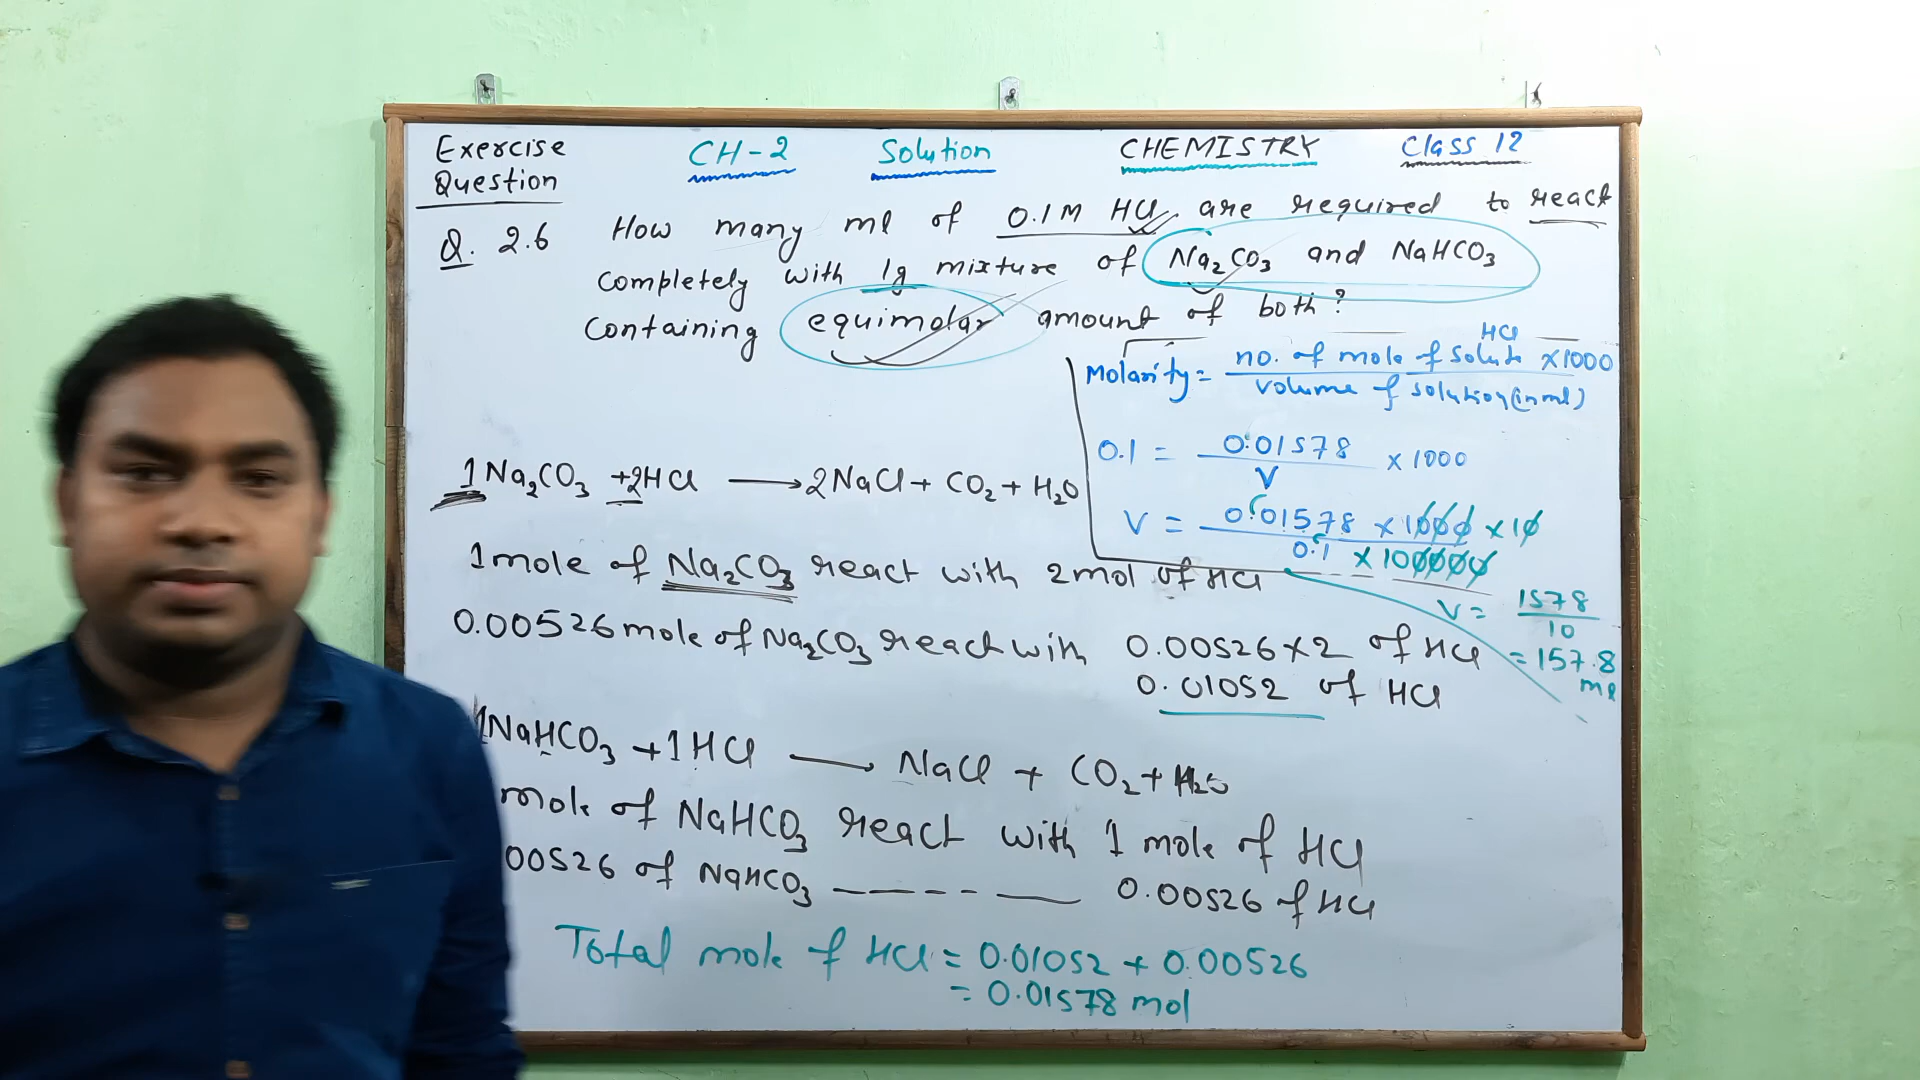 Exercise Question
CH-2
Solution
CHEMISTRY
Class 12
Q. 2.6 How many ml of 0.1M HCl are required to react
completely with 1g mixture of Na₂CO₃ and NaHCO₃
containing equimolar amount of both?
Molarity = no. of mole of solute HCl ×1000 / volume of solution (in ml)
0.1 = 0.01578 / V × 1000
V = 0.01578 × 1000 × 10 / 0.1 × 100000
V = 1578 / 10
= 157.8 ml
1Na₂CO₃ + 2HCl → 2NaCl + CO₂ + H₂O
1 mole of Na₂CO₃ react with 2 mol of HCl
0.00526 mole of Na₂CO₃ react with 0.00526×2 of HCl
0.01052 of HCl
1NaHCO₃ + 1HCl → NaCl + CO₂ + H₂O
mole of NaHCO₃ react with 1 mole of HCl
00526 of NaHCO₃ ------ 0.00526 of HCl
Total mole of HCl = 0.01052 + 0.00526
= 0.01578 mol